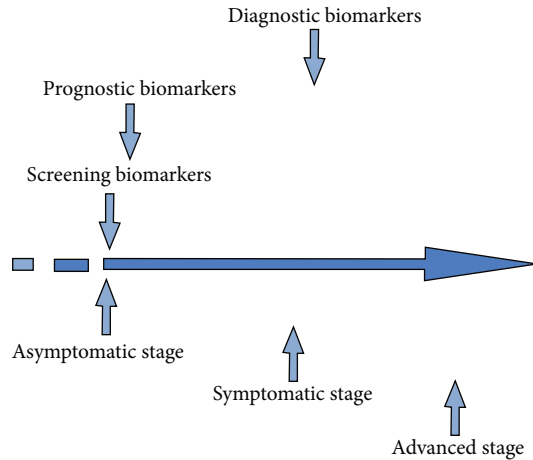 Diagnostic biomarkers
Prognostic biomarkers
Screening biomarkers
Asymptomatic stage
Symptomatic stage
Advanced stage